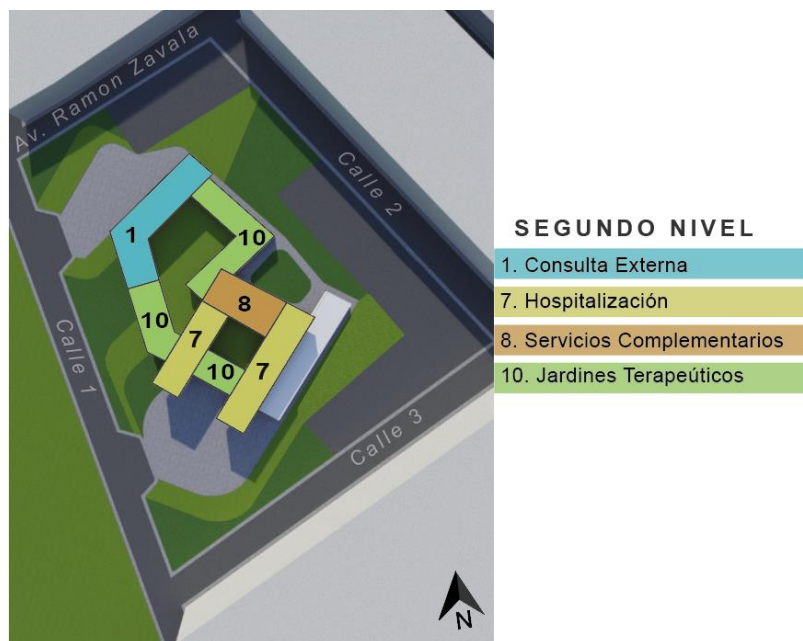 Av. Ramon Zavala
Calle 2
1
10
10
8
7
7
10
Calle 1
Calle 3
N
SEGUNDO NIVEL
1. Consulta Externa
7. Hospitalización
8. Servicios Complementarios
10. Jardines Terapeúticos